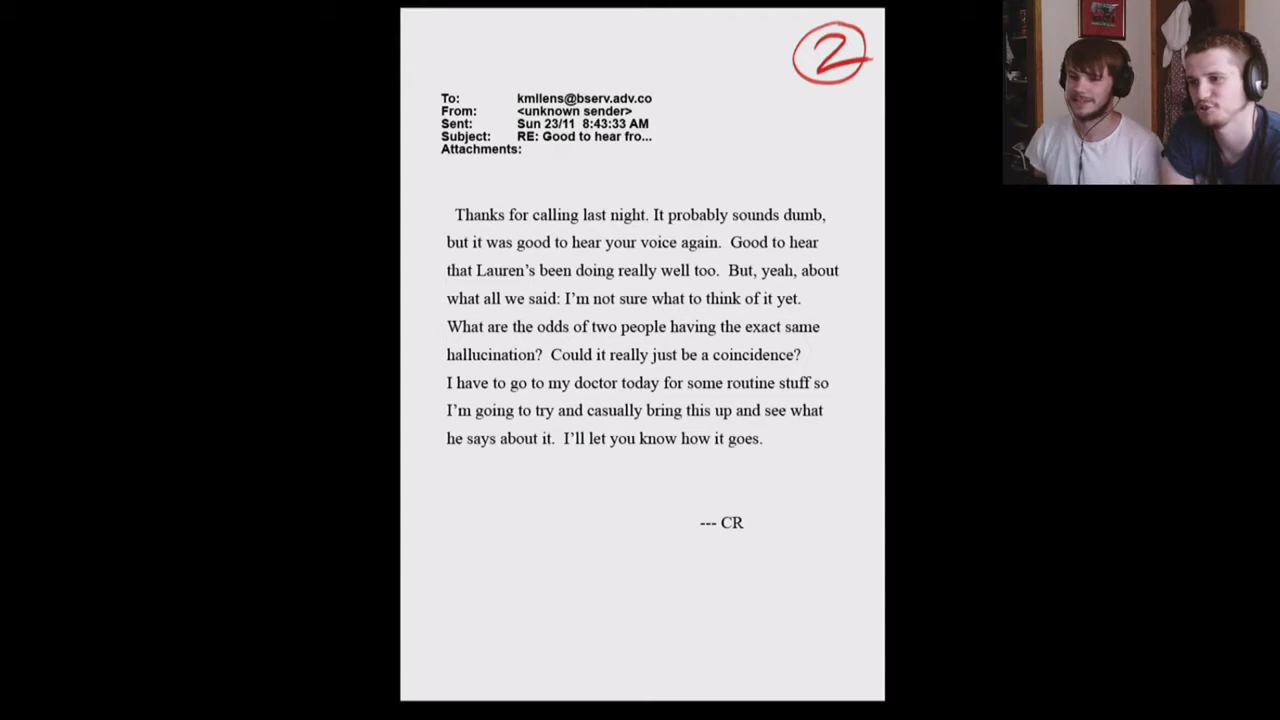 2
To: kmllens@bserv.adv.co
From: <unknown sender>
Sent: Sun 23/11 8:43:33 AM
Subject: RE: Good to hear fro...
Attachments:
Thanks for calling last night. It probably sounds dumb,
but it was good to hear your voice again. Good to hear
that Lauren's been doing really well too. But, yeah, about
what all we said: I'm not sure what to think of it yet.
What are the odds of two people having the exact same
hallucination? Could it really just be a coincidence?
I have to go to my doctor today for some routine stuff so
I'm going to try and casually bring this up and see what
he says about it. I'll let you know how it goes.
--- CR